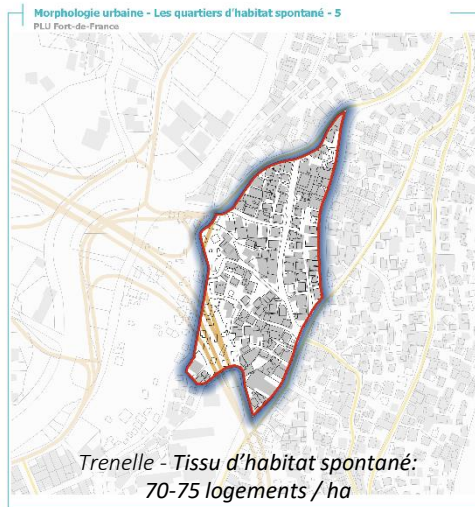 Morphologie urbaine - Les quartiers d'habitat spontané - 5
PLU Fort-de-France
Trenelle - Tissu d'habitat spontané:
70-75 logements / ha